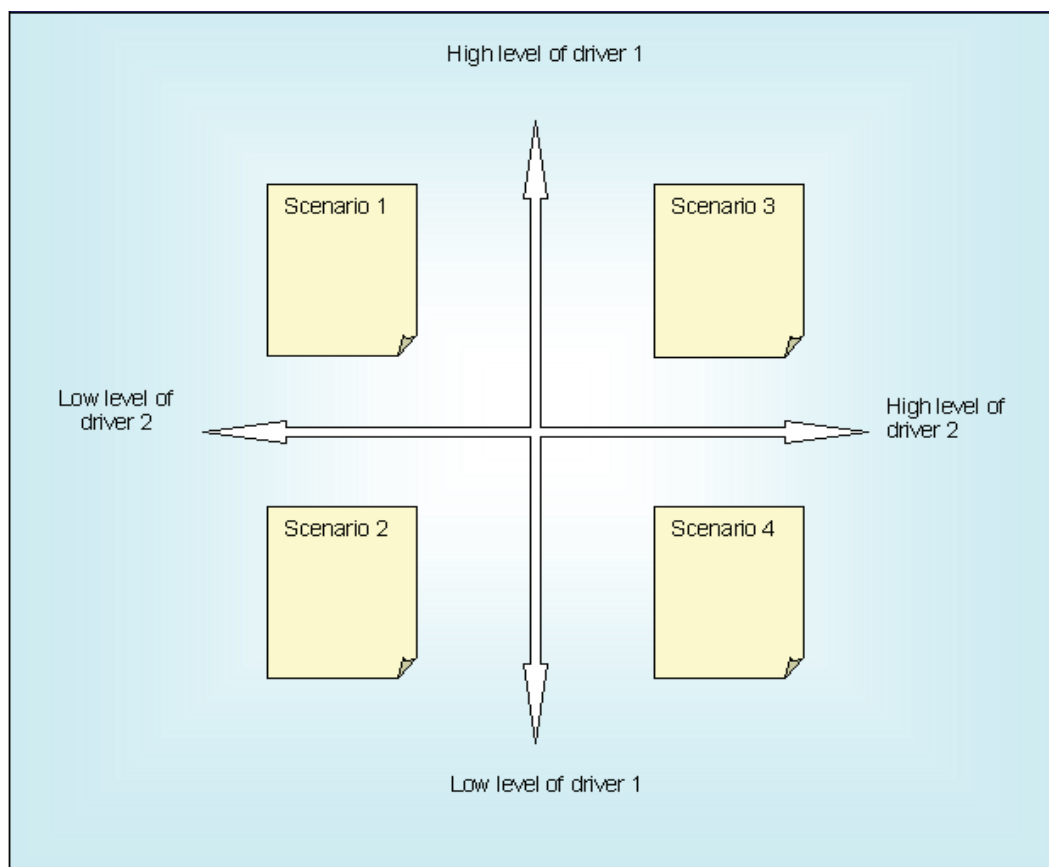 High level of driver 1
Scenario 1
Scenario 3
Low level of
driver 2
High level of
driver 2
Scenario 2
Scenario 4
Low level of driver 1